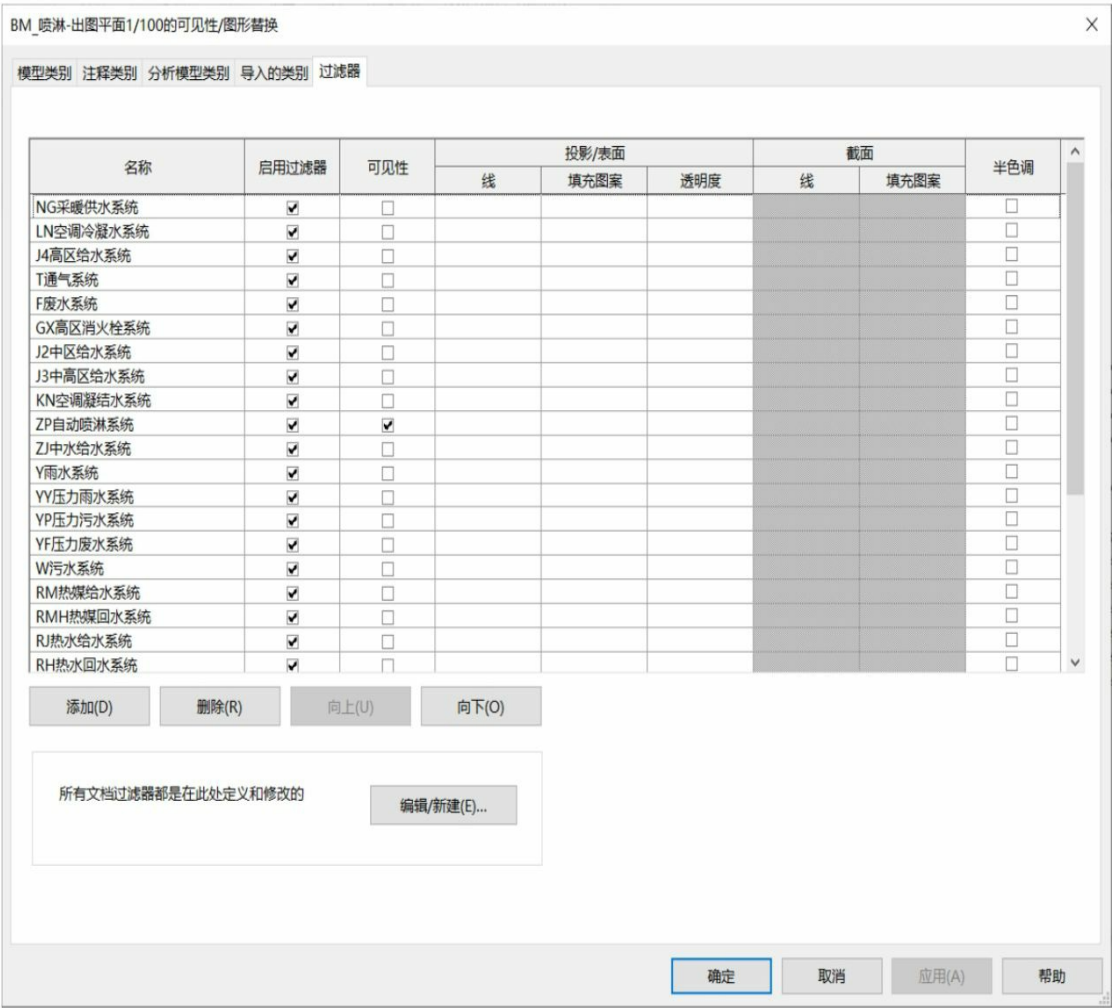 BM_喷淋-出图平面1/100的可见性/图形替换
模型类别 注释类别 分析模型类别 导入的类别 过滤器
名称 启用过滤器 可见性 投影/表面 截面 半色调
线 填充图案 透明度 线 填充图案
NG采暖供水系统
LN空调冷凝水系统
J4高区给水系统
T通气系统
F废水系统
GX高区消火栓系统
J2中区给水系统
J3中高区给水系统
KN空调凝结水系统
ZP自动喷淋系统
ZJ中水给水系统
Y雨水系统
YY压力雨水系统
YP压力污水系统
YF压力废水系统
W污水系统
RM热媒给水系统
RMH热媒回水系统
RJ热水给水系统
RH热水回水系统
添加(D) 删除(R) 向上(U) 向下(O)
所有文档过滤器都是在此处定义和修改的 编辑/新建(E)...
确定 取消 应用(A) 帮助